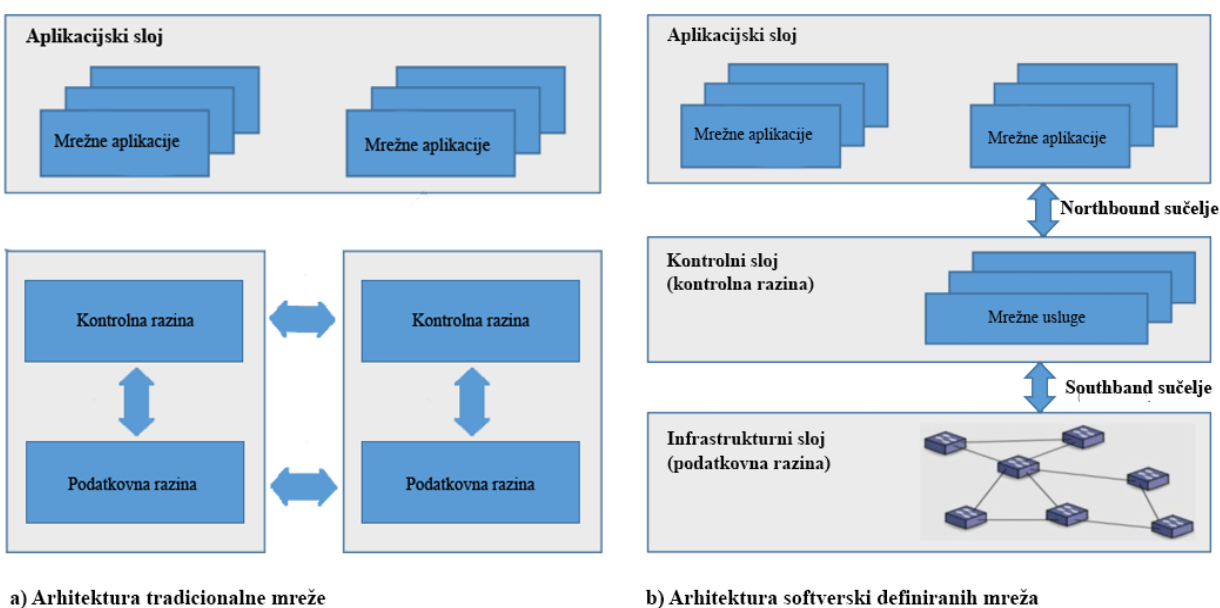 Aplikacijski sloj
Mrežne aplikacije
Mrežne aplikacije
Kontrolna razina
Kontrolna razina
Podatkovna razina
Podatkovna razina
a) Arhitektura tradicionalne mreže
Aplikacijski sloj
Mrežne aplikacije
Mrežne aplikacije
Northbound sučelje
Kontrolni sloj
(kontrolna razina)
Mrežne usluge
Southband sučelje
Infrastrukturni sloj
(podatkovna razina)
b) Arhitektura softverski definiranih mreža